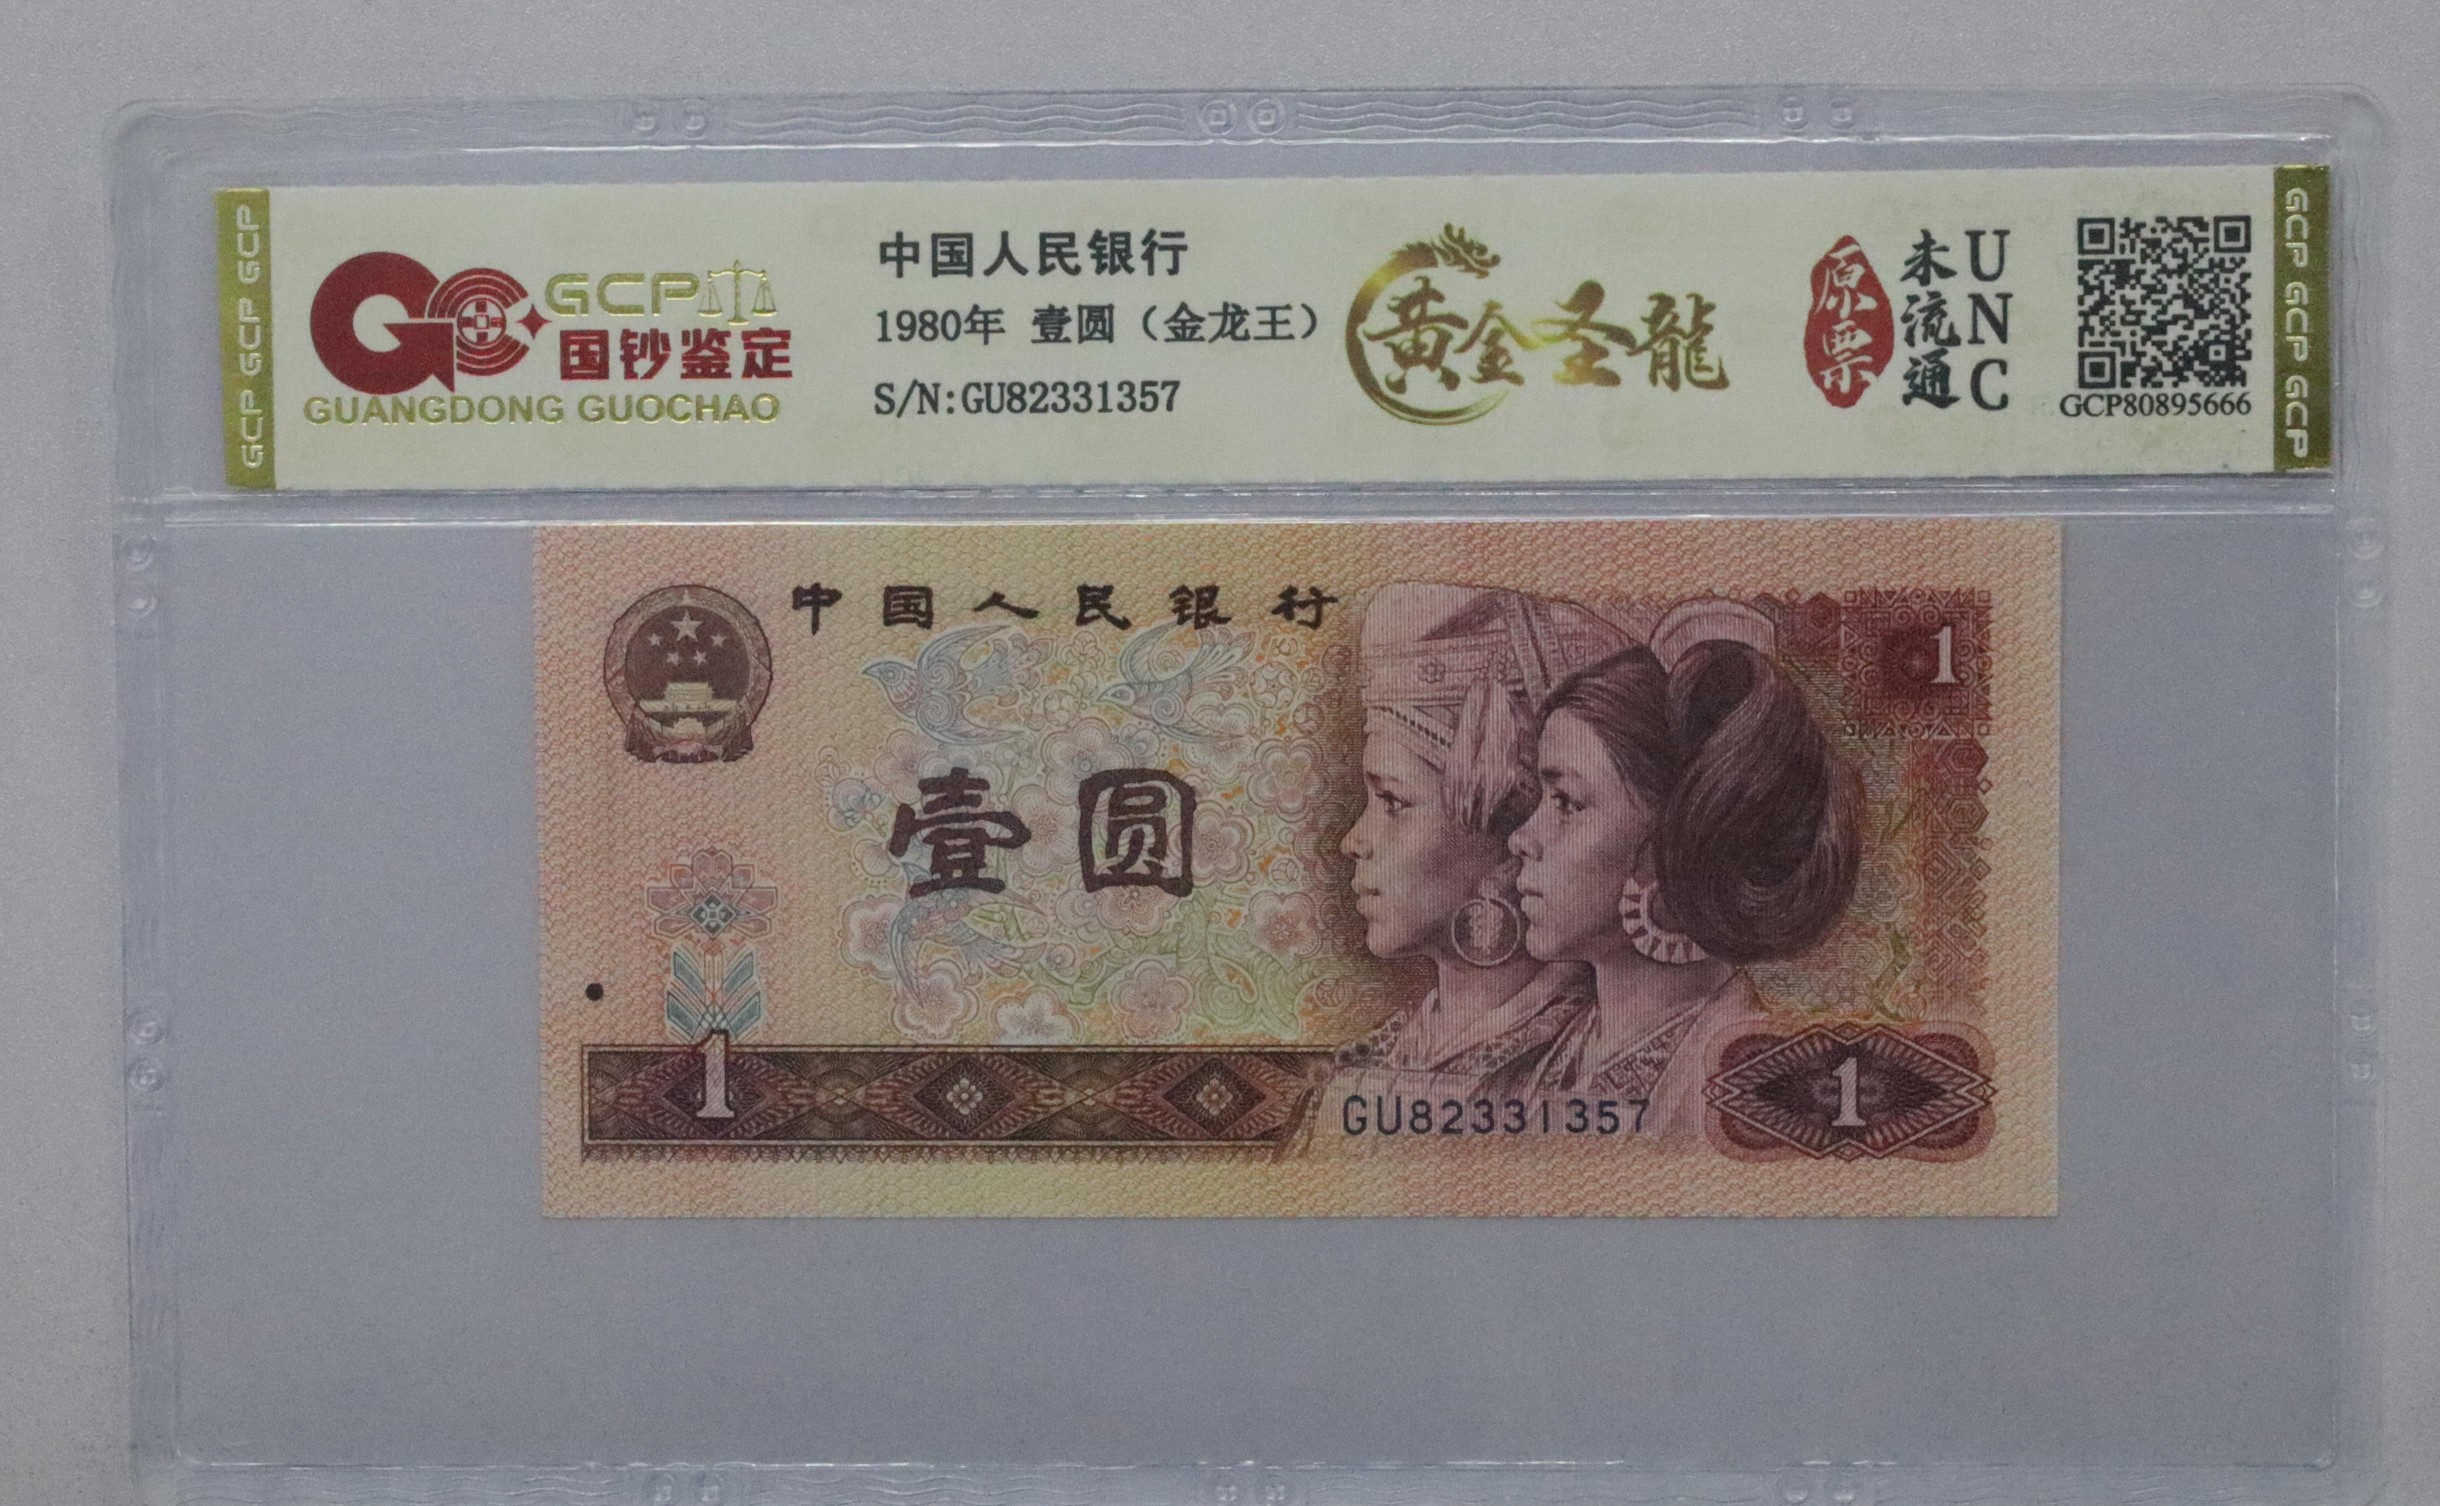 GCP GCP GCP
GCP
国钞鉴定
GUANGDONG GUOCHAO
中国人民银行
1980年 壹圆（金龙王）
S/N:GU82331357
黄金圣龍
原票
未流通
UNC
GCP80895666
GCP GCP GCP
中国人民银行
1
壹圆
1
GU82331357
1